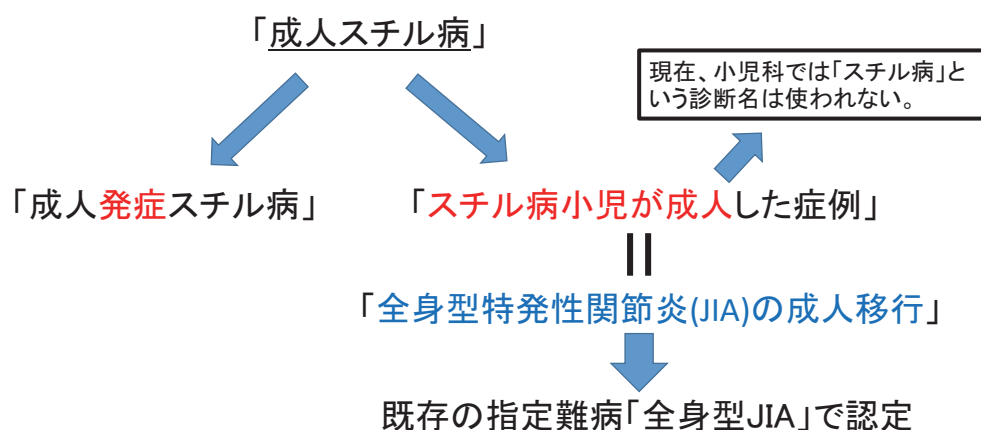 「成人スチル病」
現在、小児科では「スチル病」と
いう診断名は使われない。
「成人発症スチル病」
「スチル病小児が成人した症例」
「全身型特発性関節炎(JIA)の成人移行」
既存の指定難病「全身型JIA」で認定